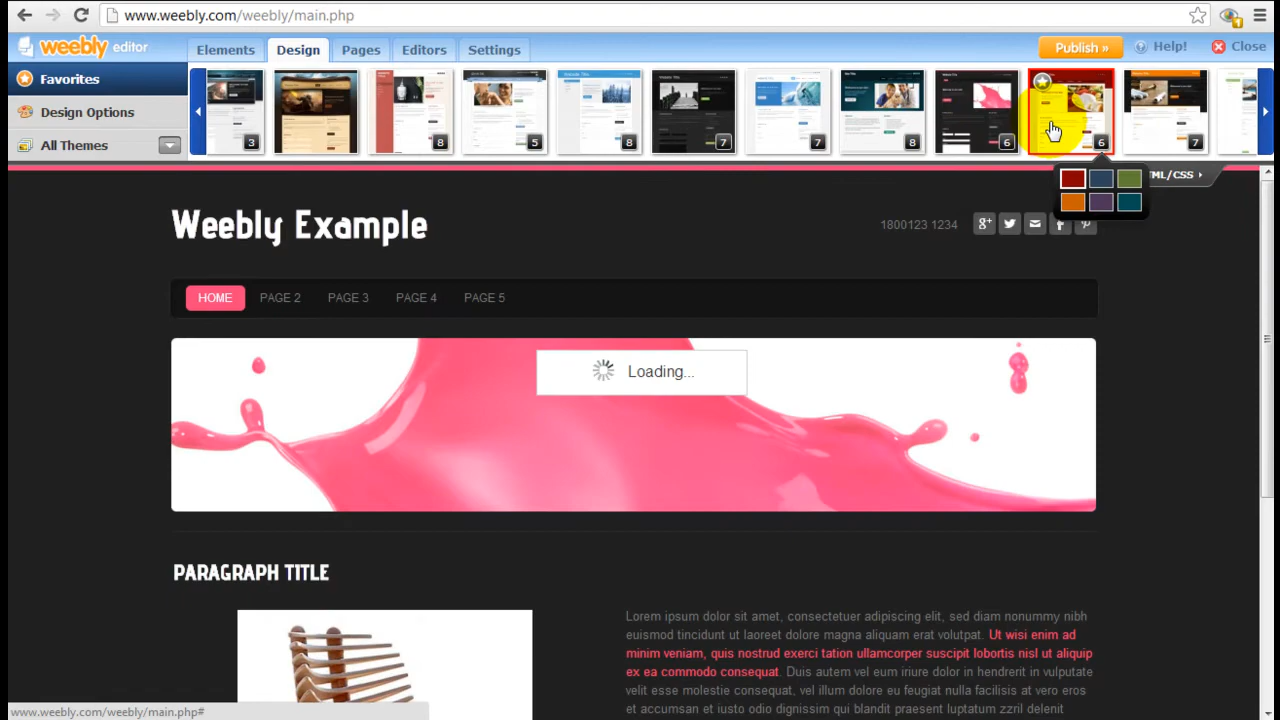 www.weebly.com/weebly/main.php
weebly editor
Elements Design Pages Editors Settings
Publish » Help! Close
Favorites
Design Options
All Themes
3 8 5 8 7 7 8 6 6 7
ML/CSS
Weebly Example
1800123 1234
HOME PAGE 2 PAGE 3 PAGE 4 PAGE 5
Loading...
PARAGRAPH TITLE
Lorem ipsum dolor sit amet, consectetuer adipiscing elit, sed diam nonummy nibh
euismod tincidunt ut laoreet dolore magna aliquam erat volutpat. Ut wisi enim ad
minim veniam, quis nostrud exerci tation ullamcorper suscipit lobortis nisl ut aliquip
ex ea commodo consequat. Duis autem vel eum iriure dolor in hendrerit in vulputate
velit esse molestie consequat, vel illum dolore eu feugiat nulla facilisis at vero eros
et accumsan et iusto odio dignissim qui blandit praesent luptatum zzril delenit
www.weebly.com/weebly/main.php#